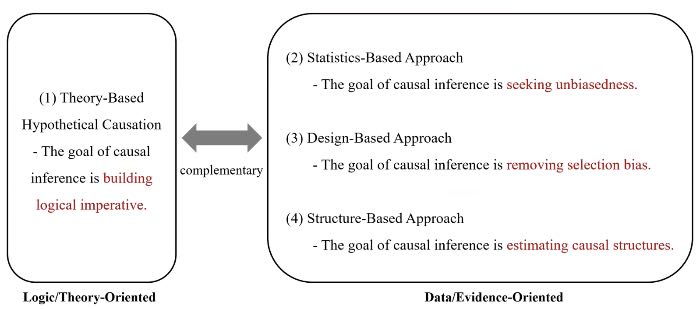 (1) Theory-Based
Hypothetical Causation
- The goal of causal
inference is building
logical imperative.
Logic/Theory-Oriented
complementary
(2) Statistics-Based Approach
- The goal of causal inference is seeking unbiasedness.
(3) Design-Based Approach
- The goal of causal inference is removing selection bias.
(4) Structure-Based Approach
- The goal of causal inference is estimating causal structures.
Data/Evidence-Oriented